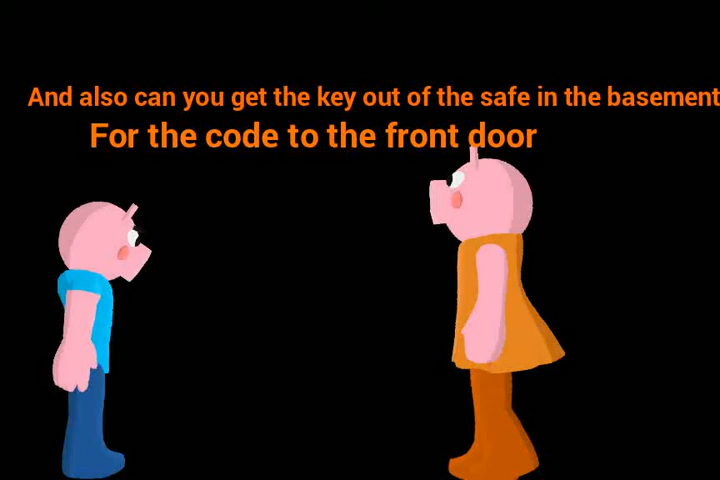 And also can you get the key out of the safe in the basement
For the code to the front door